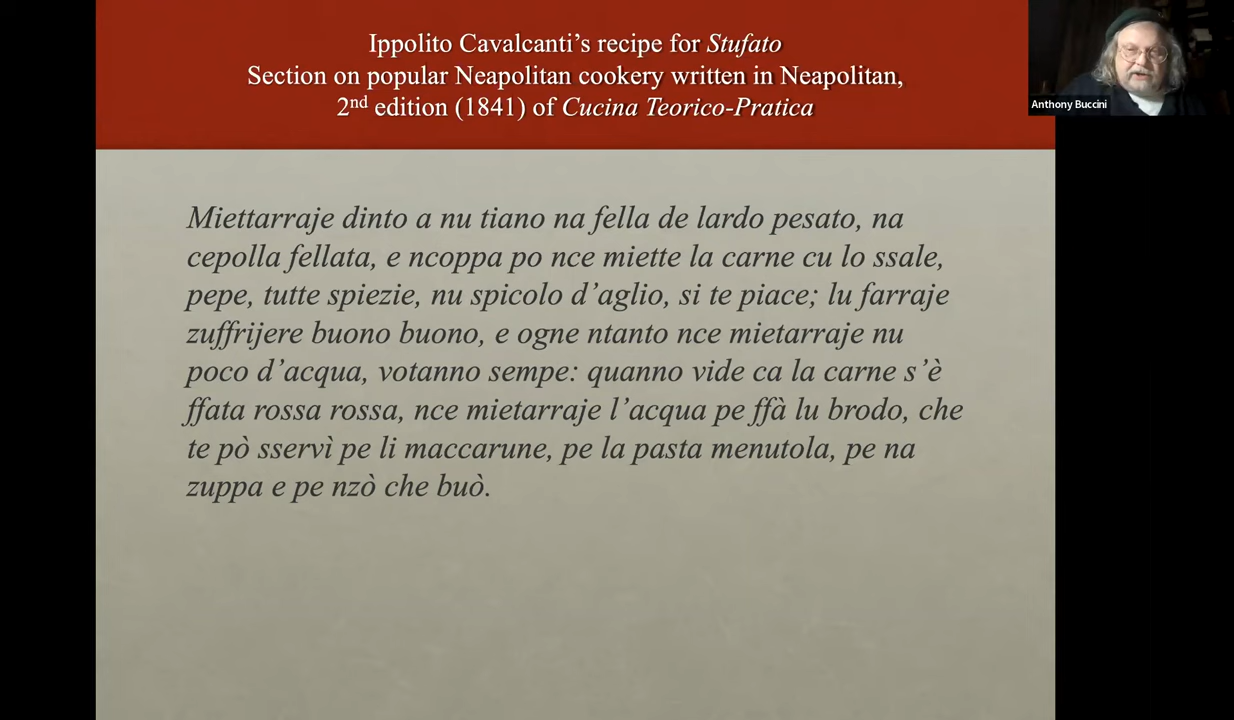 Ippolito Cavalcanti’s recipe for Stufato
Section on popular Neapolitan cookery written in Neapolitan,
2nd edition (1841) of Cucina Teorico-Pratica
Anthony Buccini
Miettarraje dinto a nu tiano na fella de lardo pesato, na
cepolla fellata, e ncoppa po nce miette la carne cu lo ssale,
pepe, tutte spiezie, nu spicolo d’aglio, si te piace; lu farraje
zuffrijere buono buono, e ogne ntanto nce mietarraje nu
poco d’acqua, votanno sempe: quanno vide ca la carne s’è
ffata rossa rossa, nce mietarraje l’acqua pe ffà lu brodo, che
te pò sservì pe li maccarune, pe la pasta menutola, pe na
zuppa e pe nzò che buò.